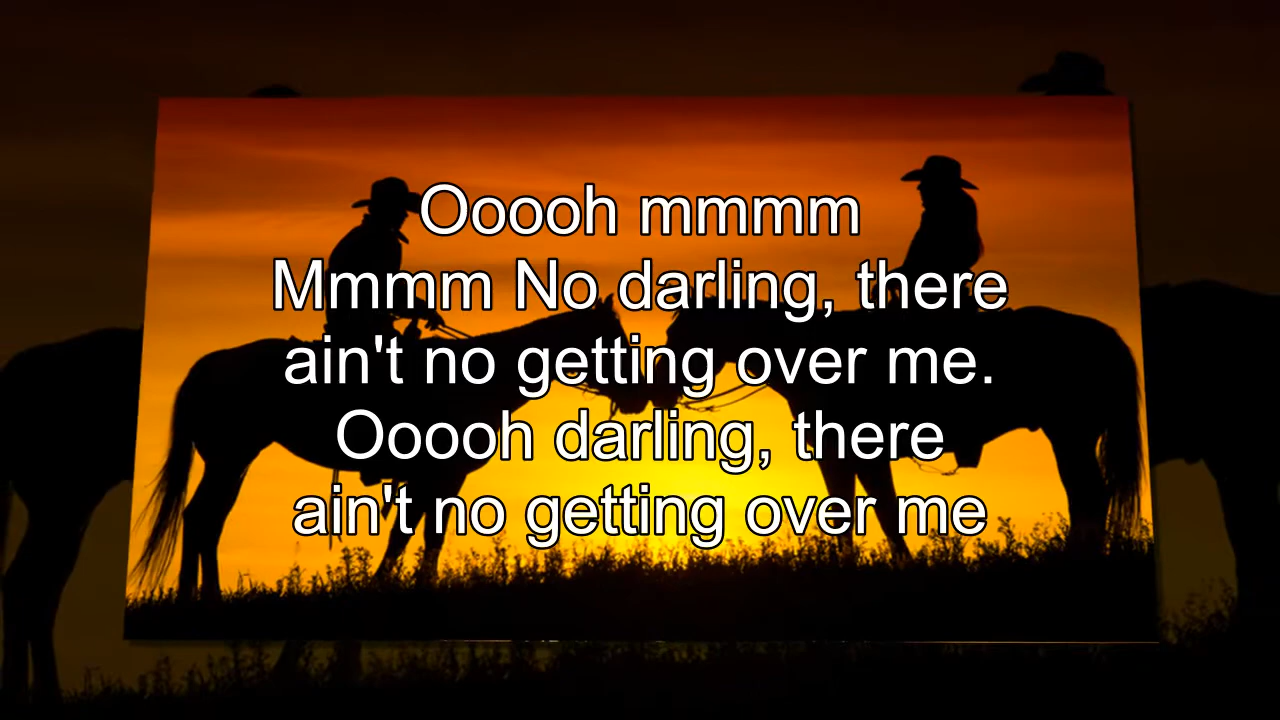 Ooooh mmmm
Mmmm No darling, there
ain't no getting over me.
Ooooh darling, there
ain't no getting over me